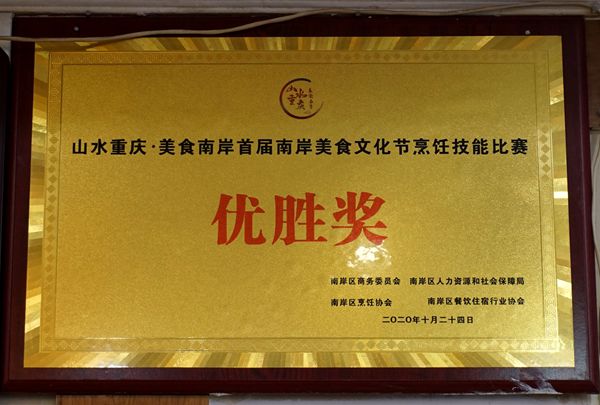 山水重庆
山水重庆·美食南岸首届南岸美食文化节烹饪技能比赛
优胜奖
南岸区商务委员会 南岸区人力资源和社会保障局
南岸区烹饪协会 南岸区餐饮住宿行业协会
二〇二〇年十月二十四日